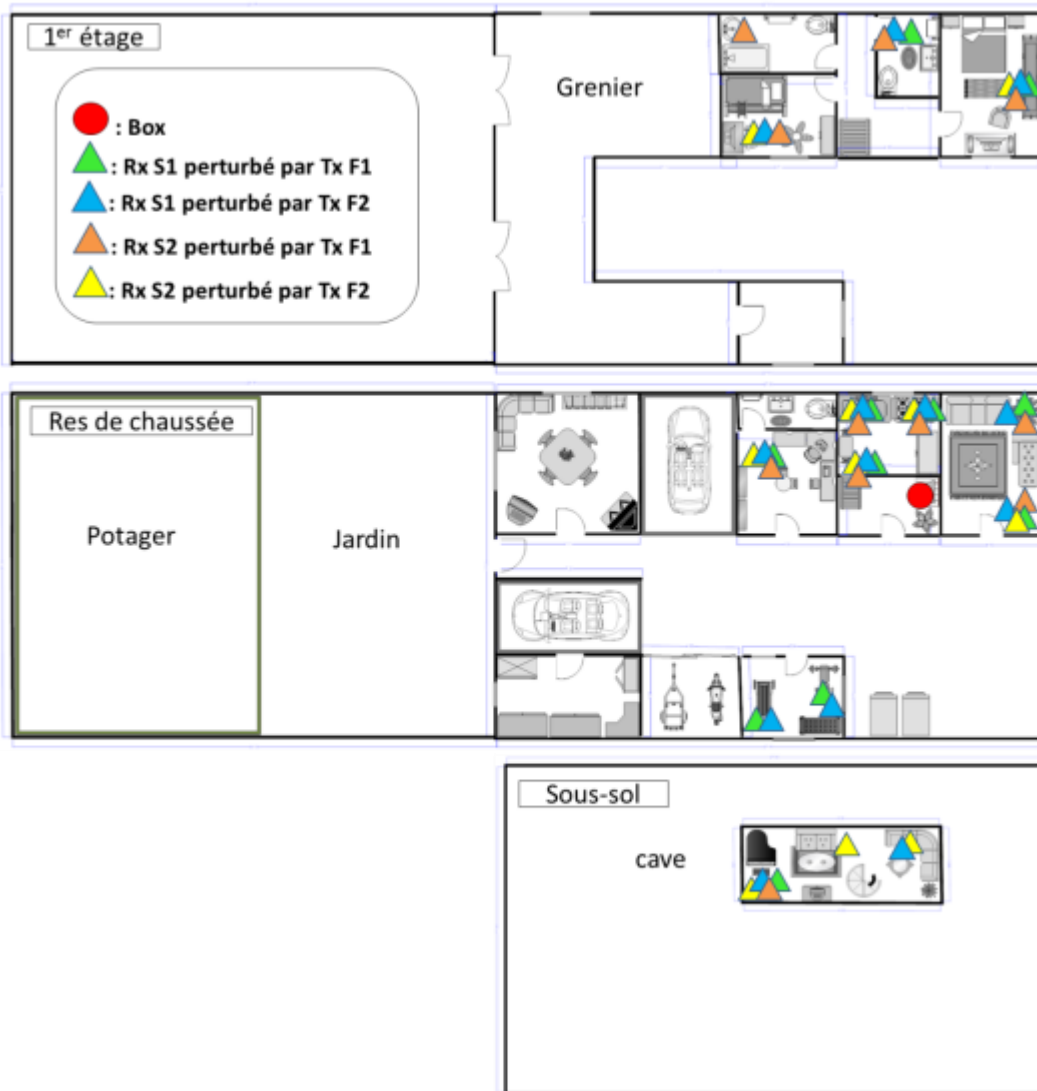 1er étage
Grenier
: Box
: Rx S1 perturbé par Tx F1
: Rx S1 perturbé par Tx F2
: Rx S2 perturbé par Tx F1
: Rx S2 perturbé par Tx F2
Res de chaussée
Potager
Jardin
Sous-sol
cave